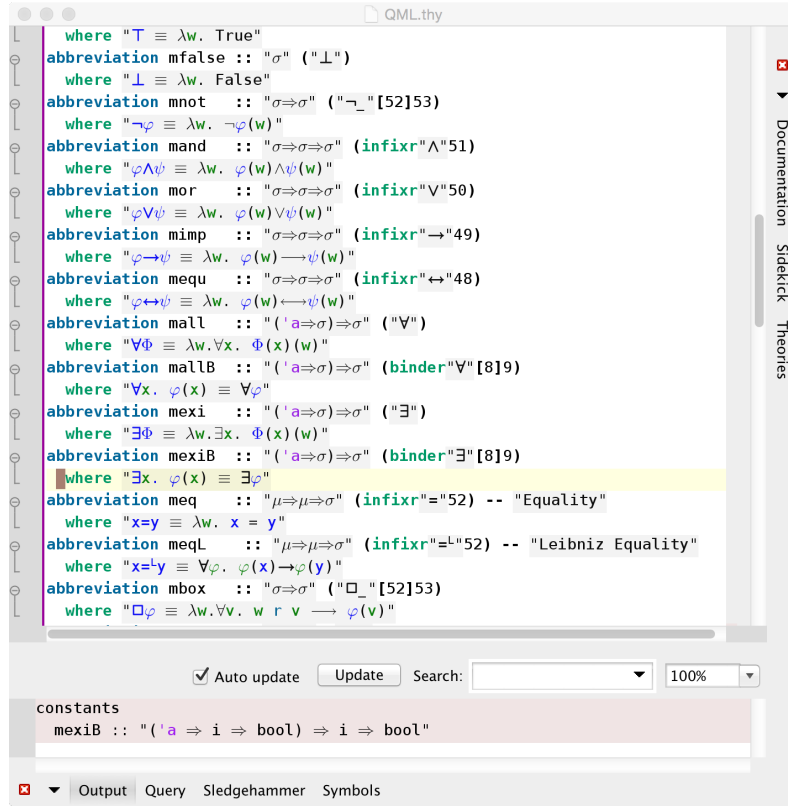 QML.thy
where "⊤ ≡ λw. True"
abbreviation mfalse :: "σ" ("⊥")
where "⊥ ≡ λw. False"
abbreviation mnot :: "σ⇒σ" ("¬_"[52]53)
where "¬φ ≡ λw. ¬φ(w)"
abbreviation mand :: "σ⇒σ⇒σ" (infixr"∧"51)
where "φ∧ψ ≡ λw. φ(w)∧ψ(w)"
abbreviation mor :: "σ⇒σ⇒σ" (infixr"∨"50)
where "φ∨ψ ≡ λw. φ(w)∨ψ(w)"
abbreviation mimp :: "σ⇒σ⇒σ" (infixr"→"49)
where "φ→ψ ≡ λw. φ(w)⟶ψ(w)"
abbreviation mequ :: "σ⇒σ⇒σ" (infixr"↔"48)
where "φ↔ψ ≡ λw. φ(w)⟷ψ(w)"
abbreviation mall :: "('a⇒σ)⇒σ" ("∀")
where "∀Φ ≡ λw.∀x. Φ(x)(w)"
abbreviation mallB :: "('a⇒σ)⇒σ" (binder"∀"[8]9)
where "∀x. φ(x) ≡ ∀φ"
abbreviation mexi :: "('a⇒σ)⇒σ" ("∃")
where "∃Φ ≡ λw.∃x. Φ(x)(w)"
abbreviation mexiB :: "('a⇒σ)⇒σ" (binder"∃"[8]9)
where "∃x. φ(x) ≡ ∃φ"
abbreviation meq :: "μ⇒μ⇒σ" (infixr"="52) -- "Equality"
where "x=y ≡ λw. x = y"
abbreviation meqL :: "μ⇒μ⇒σ" (infixr"=ᴸ"52) -- "Leibniz Equality"
where "x=ᴸy ≡ ∀φ. φ(x)→φ(y)"
abbreviation mbox :: "σ⇒σ" ("□_"[52]53)
where "□φ ≡ λw.∀v. w r v ⟶ φ(v)"
Documentation
Sidekick
Theories
Auto update
Update
Search:
100%
constants
mexiB :: "('a ⇒ i ⇒ bool) ⇒ i ⇒ bool"
Output
Query
Sledgehammer
Symbols